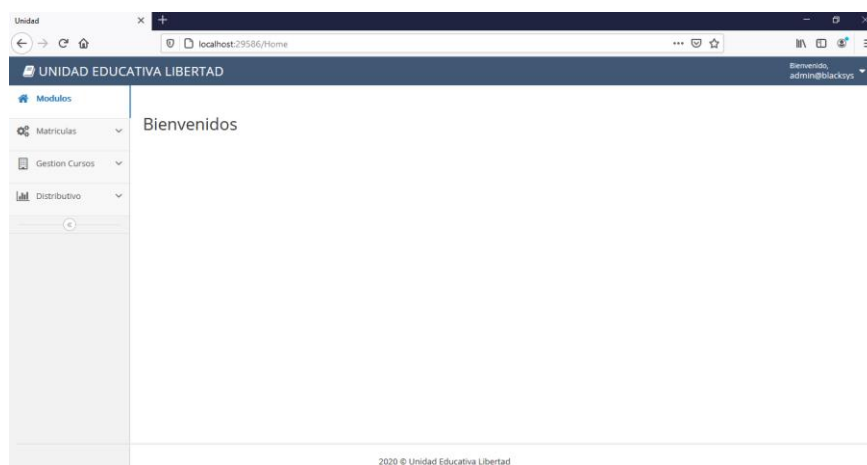 Unidad
localhost:29586/Home
UNIDAD EDUCATIVA LIBERTAD
Bienvenido,
admin@blacksys
Modulos
Matriculas
Gestion Cursos
Distributivo
Bienvenidos
2020 © Unidad Educativa Libertad